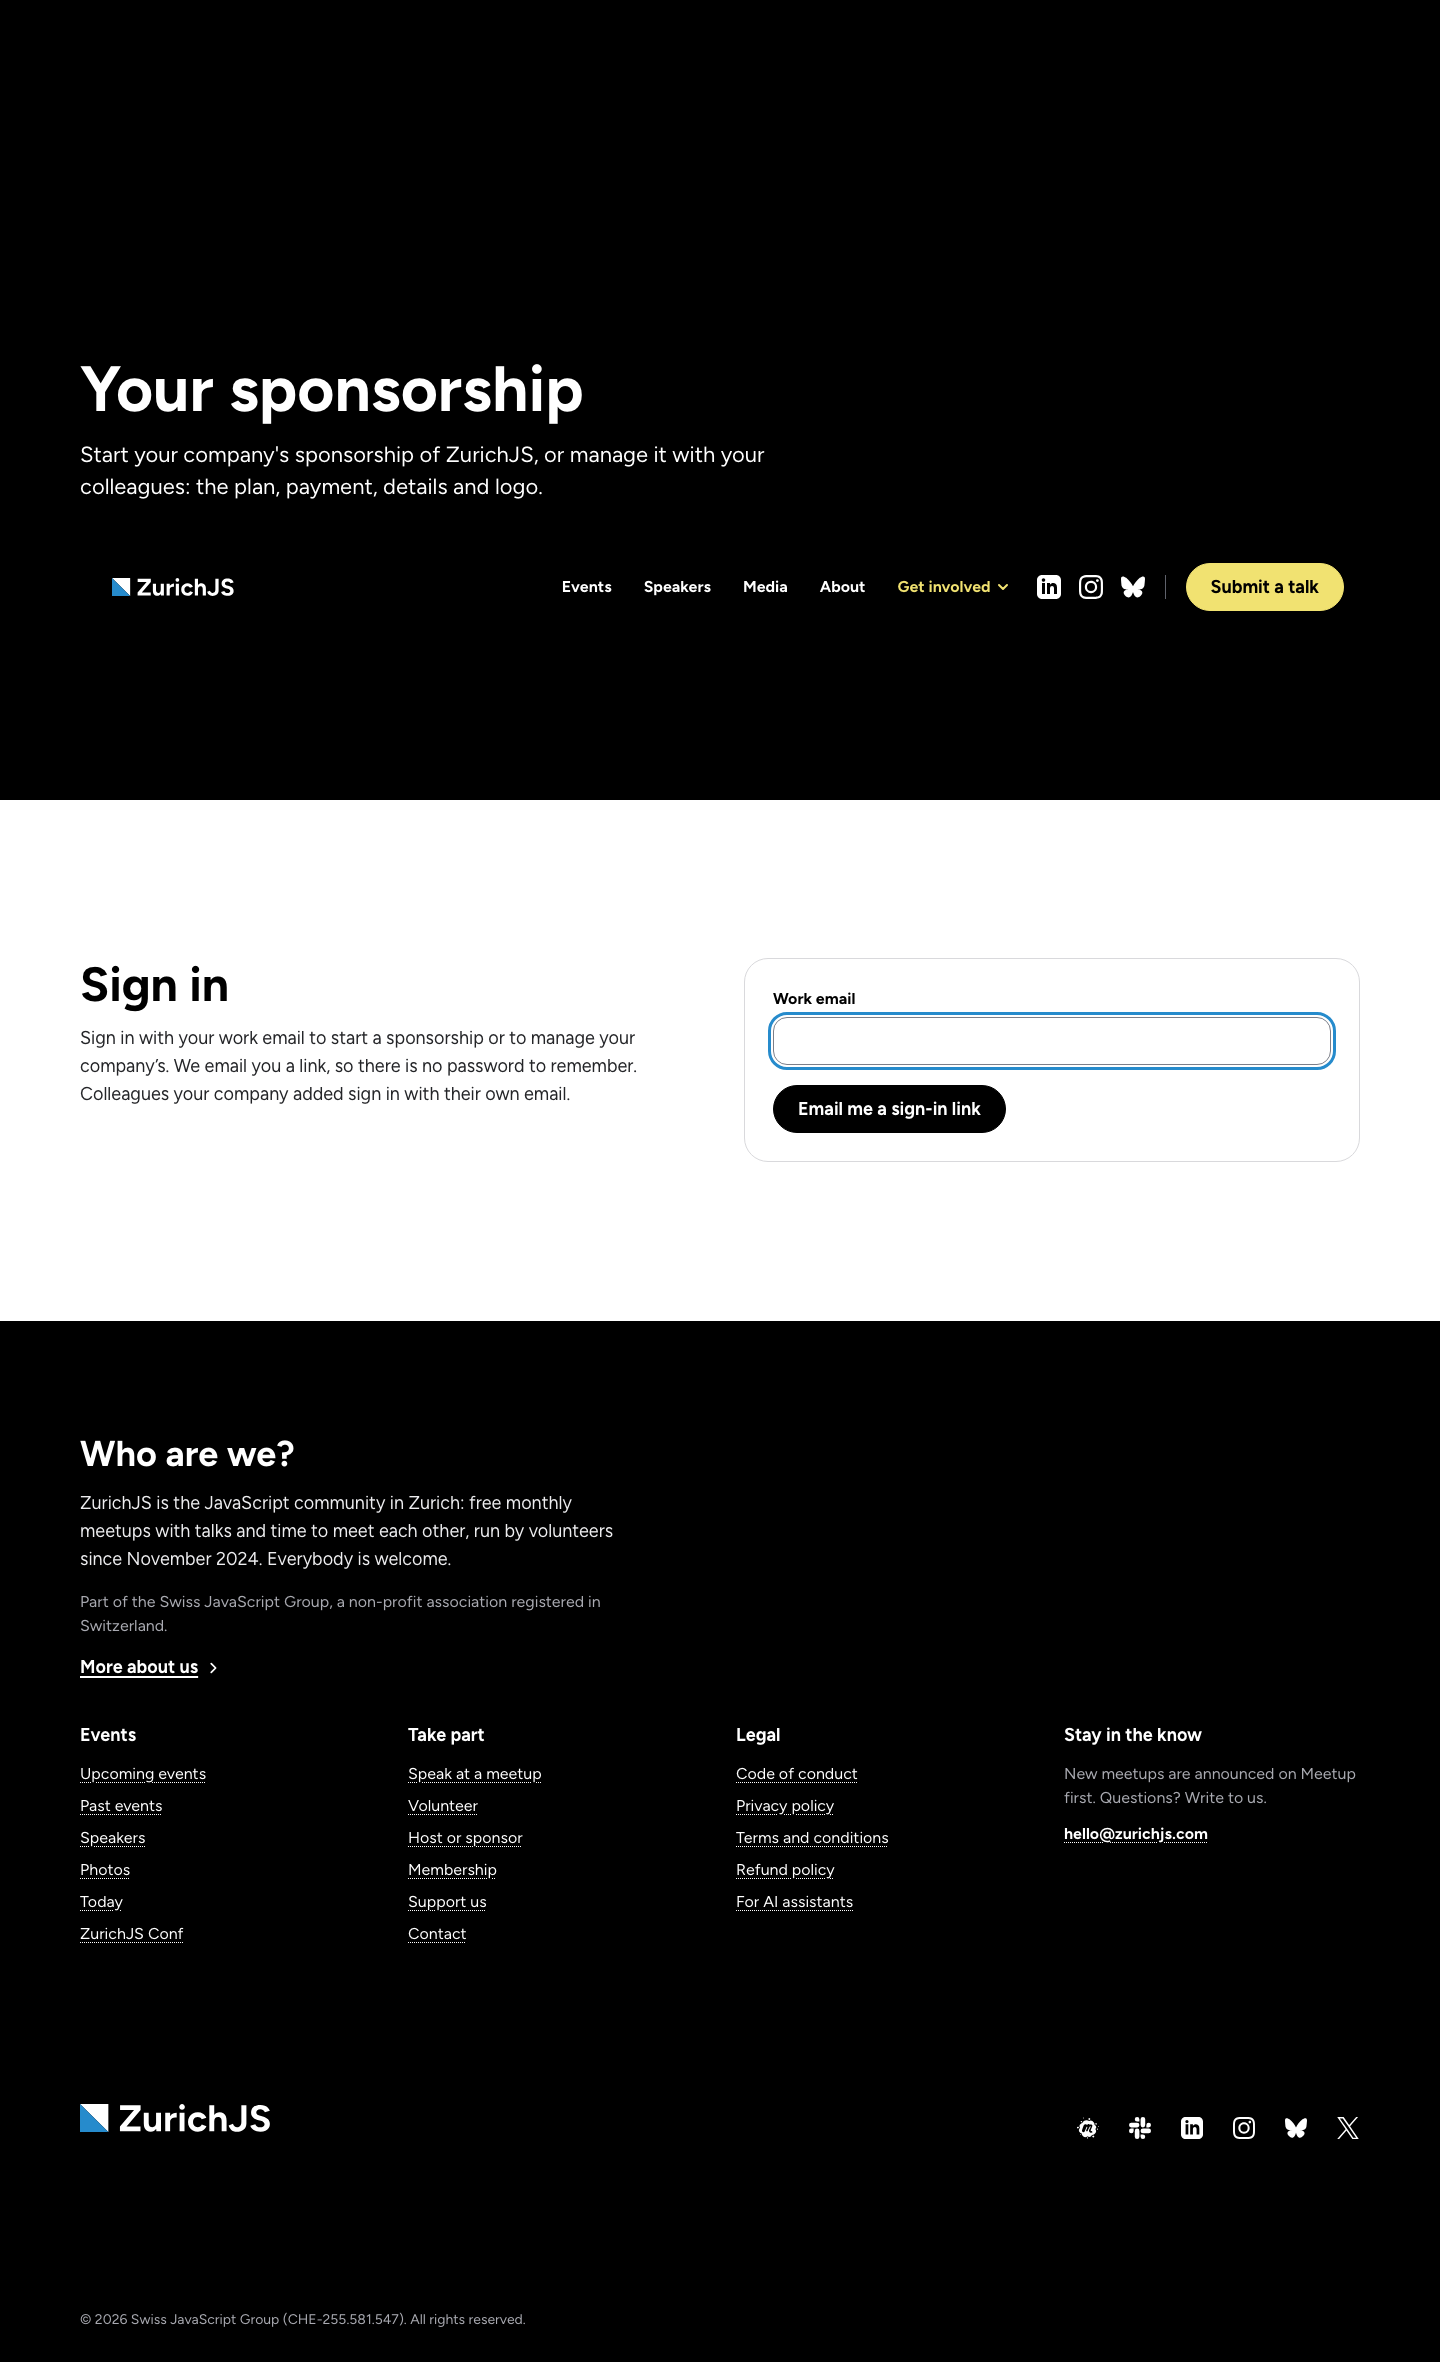 Your sponsorship
Start your company's sponsorship of ZurichJS, or manage it with your
colleagues: the plan, payment, details and logo.
ZurichJS
Events
Speakers
Media
About
Get involved
Submit a talk
Sign in
Sign in with your work email to start a sponsorship or to manage your
company’s. We email you a link, so there is no password to remember.
Colleagues your company added sign in with their own email.
Work email
Email me a sign-in link
Who are we?
ZurichJS is the JavaScript community in Zurich: free monthly
meetups with talks and time to meet each other, run by volunteers
since November 2024. Everybody is welcome.
Part of the Swiss JavaScript Group, a non-profit association registered in
Switzerland.
More about us
Events
Upcoming events
Past events
Speakers
Photos
Today
ZurichJS Conf
Take part
Speak at a meetup
Volunteer
Host or sponsor
Membership
Support us
Contact
Legal
Code of conduct
Privacy policy
Terms and conditions
Refund policy
For AI assistants
Stay in the know
New meetups are announced on Meetup
first. Questions? Write to us.
hello@zurichjs.com
ZurichJS
© 2026 Swiss JavaScript Group (CHE-255.581.547). All rights reserved.